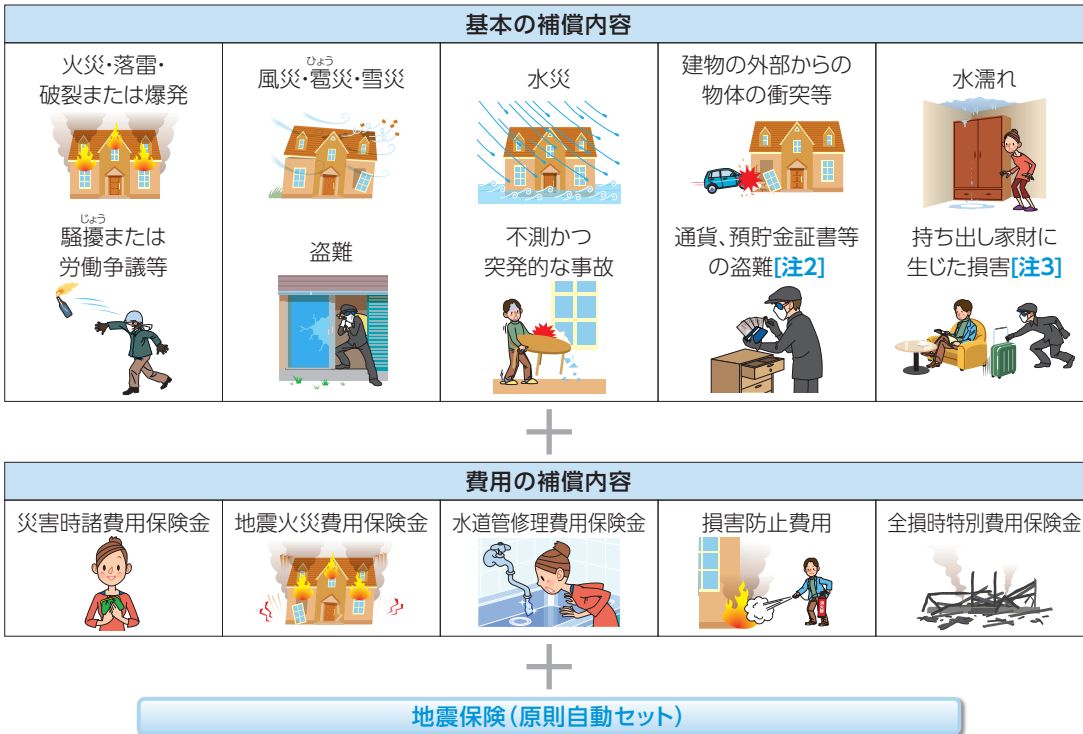 基本の補償内容
火災・落雷・
破裂または爆発
ひょう
風災・雹災・雪災
水災
建物の外部からの
物体の衝突等
水濡れ
じょう
騒擾または
労働争議等
盗難
不測かつ
突発的な事故
通貨、預貯金証書等
の盗難[注2]
持ち出し家財に
生じた損害[注3]
費用の補償内容
災害時諸費用保険金
地震火災費用保険金
水道管修理費用保険金
損害防止費用
全損時特別費用保険金
地震保険(原則自動セット)